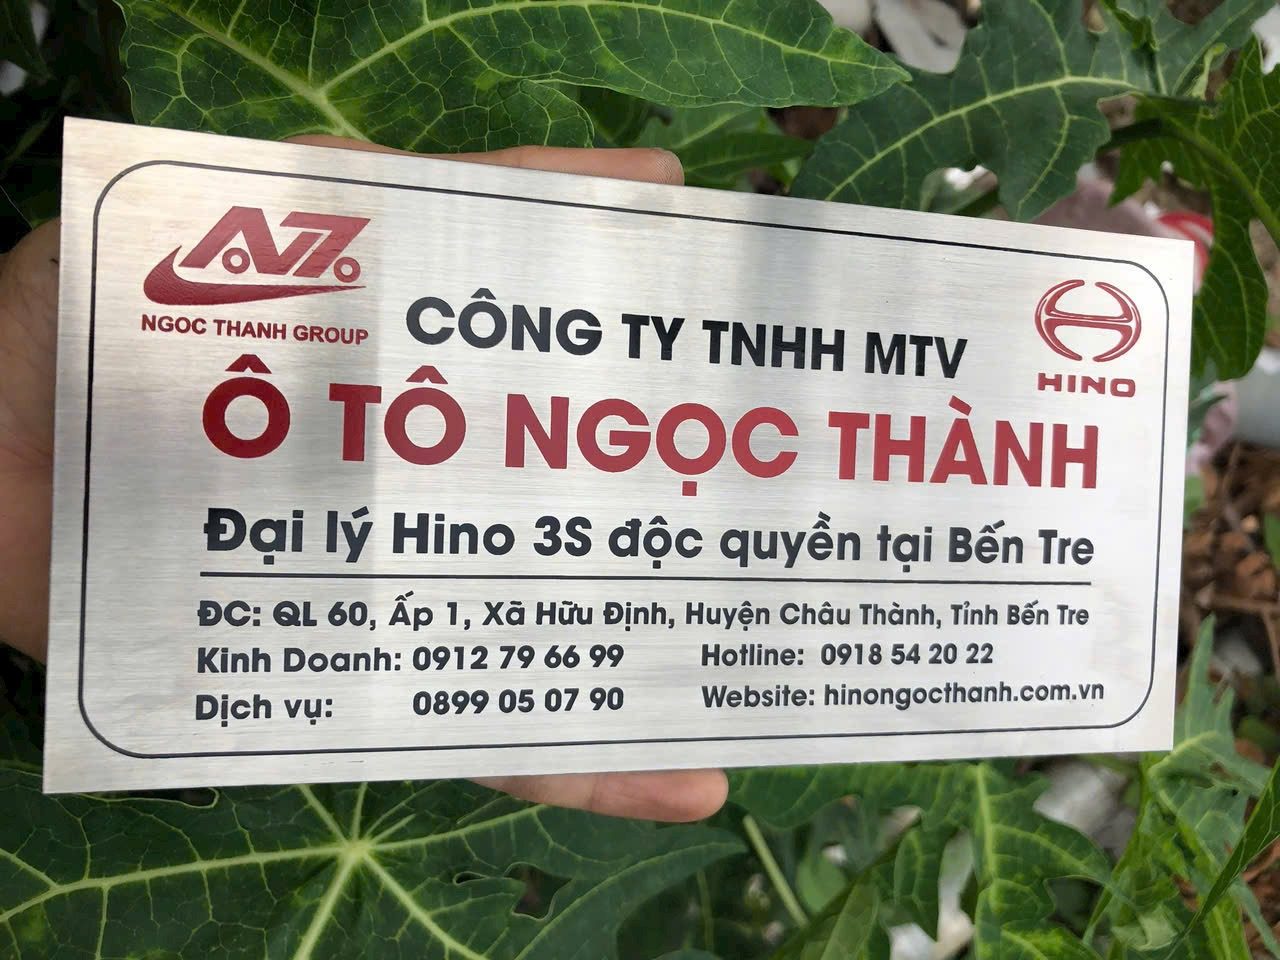 NGOC THANH GROUP
CÔNG TY TNHH MTV
HINO
Ô TÔ NGỌC THÀNH
Đại lý Hino 3S độc quyền tại Bến Tre
ĐC: QL 60, Ấp 1, Xã Hữu Định, Huyện Châu Thành, Tỉnh Bến Tre
Kinh Doanh: 0912 79 66 99 Hotline: 0918 54 20 22
Dịch vụ: 0899 05 07 90 Website: hinongocthanh.com.vn